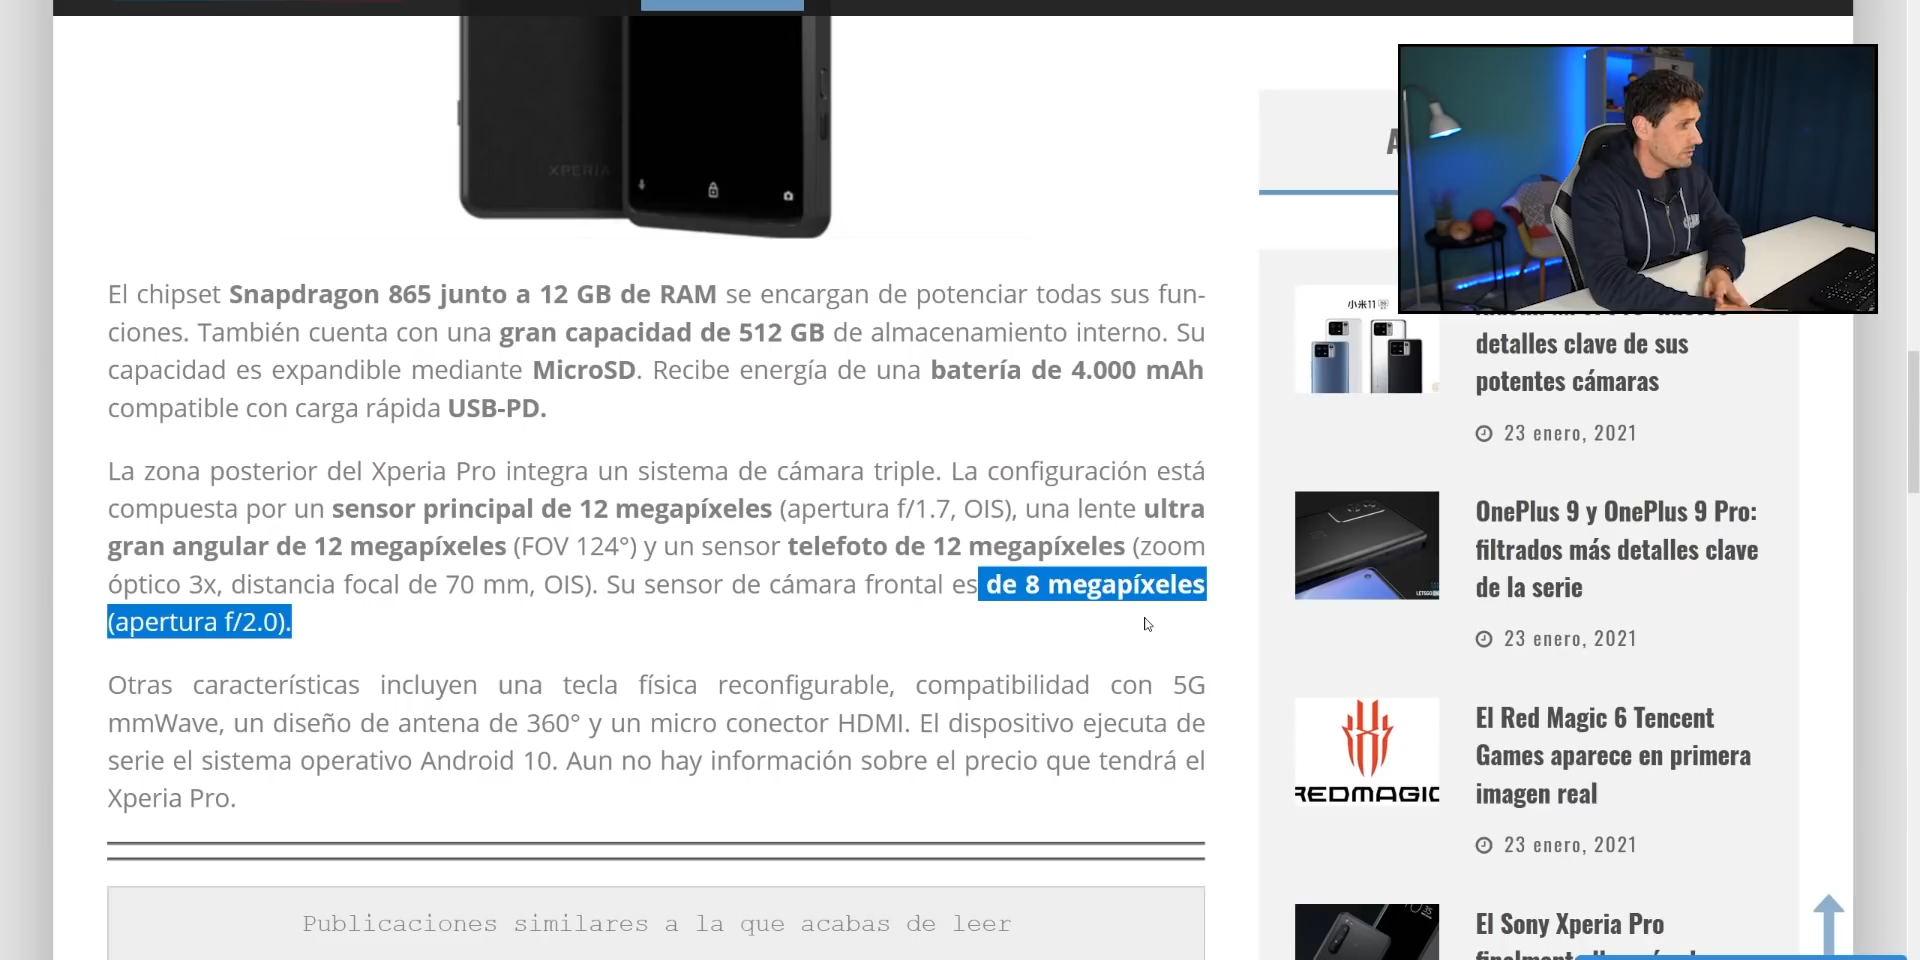 XPERIA
El chipset Snapdragon 865 junto a 12 GB de RAM se encargan de potenciar todas sus fun-
ciones. También cuenta con una gran capacidad de 512 GB de almacenamiento interno. Su
capacidad es expandible mediante MicroSD. Recibe energía de una batería de 4.000 mAh
compatible con carga rápida USB-PD.
La zona posterior del Xperia Pro integra un sistema de cámara triple. La configuración está
compuesta por un sensor principal de 12 megapíxeles (apertura f/1.7, OIS), una lente ultra
gran angular de 12 megapíxeles (FOV 124°) y un sensor telefoto de 12 megapíxeles (zoom
óptico 3x, distancia focal de 70 mm, OIS). Su sensor de cámara frontal es de 8 megapíxeles
(apertura f/2.0).
Otras características incluyen una tecla física reconfigurable, compatibilidad con 5G
mmWave, un diseño de antena de 360° y un micro conector HDMI. El dispositivo ejecuta de
serie el sistema operativo Android 10. Aun no hay información sobre el precio que tendrá el
Xperia Pro.
Publicaciones similares a la que acabas de leer
小米11
detalles clave de sus
potentes cámaras
23 enero, 2021
OnePlus 9 y OnePlus 9 Pro:
filtrados más detalles clave
de la serie
23 enero, 2021
REDMAGIC
El Red Magic 6 Tencent
Games aparece en primera
imagen real
23 enero, 2021
El Sony Xperia Pro